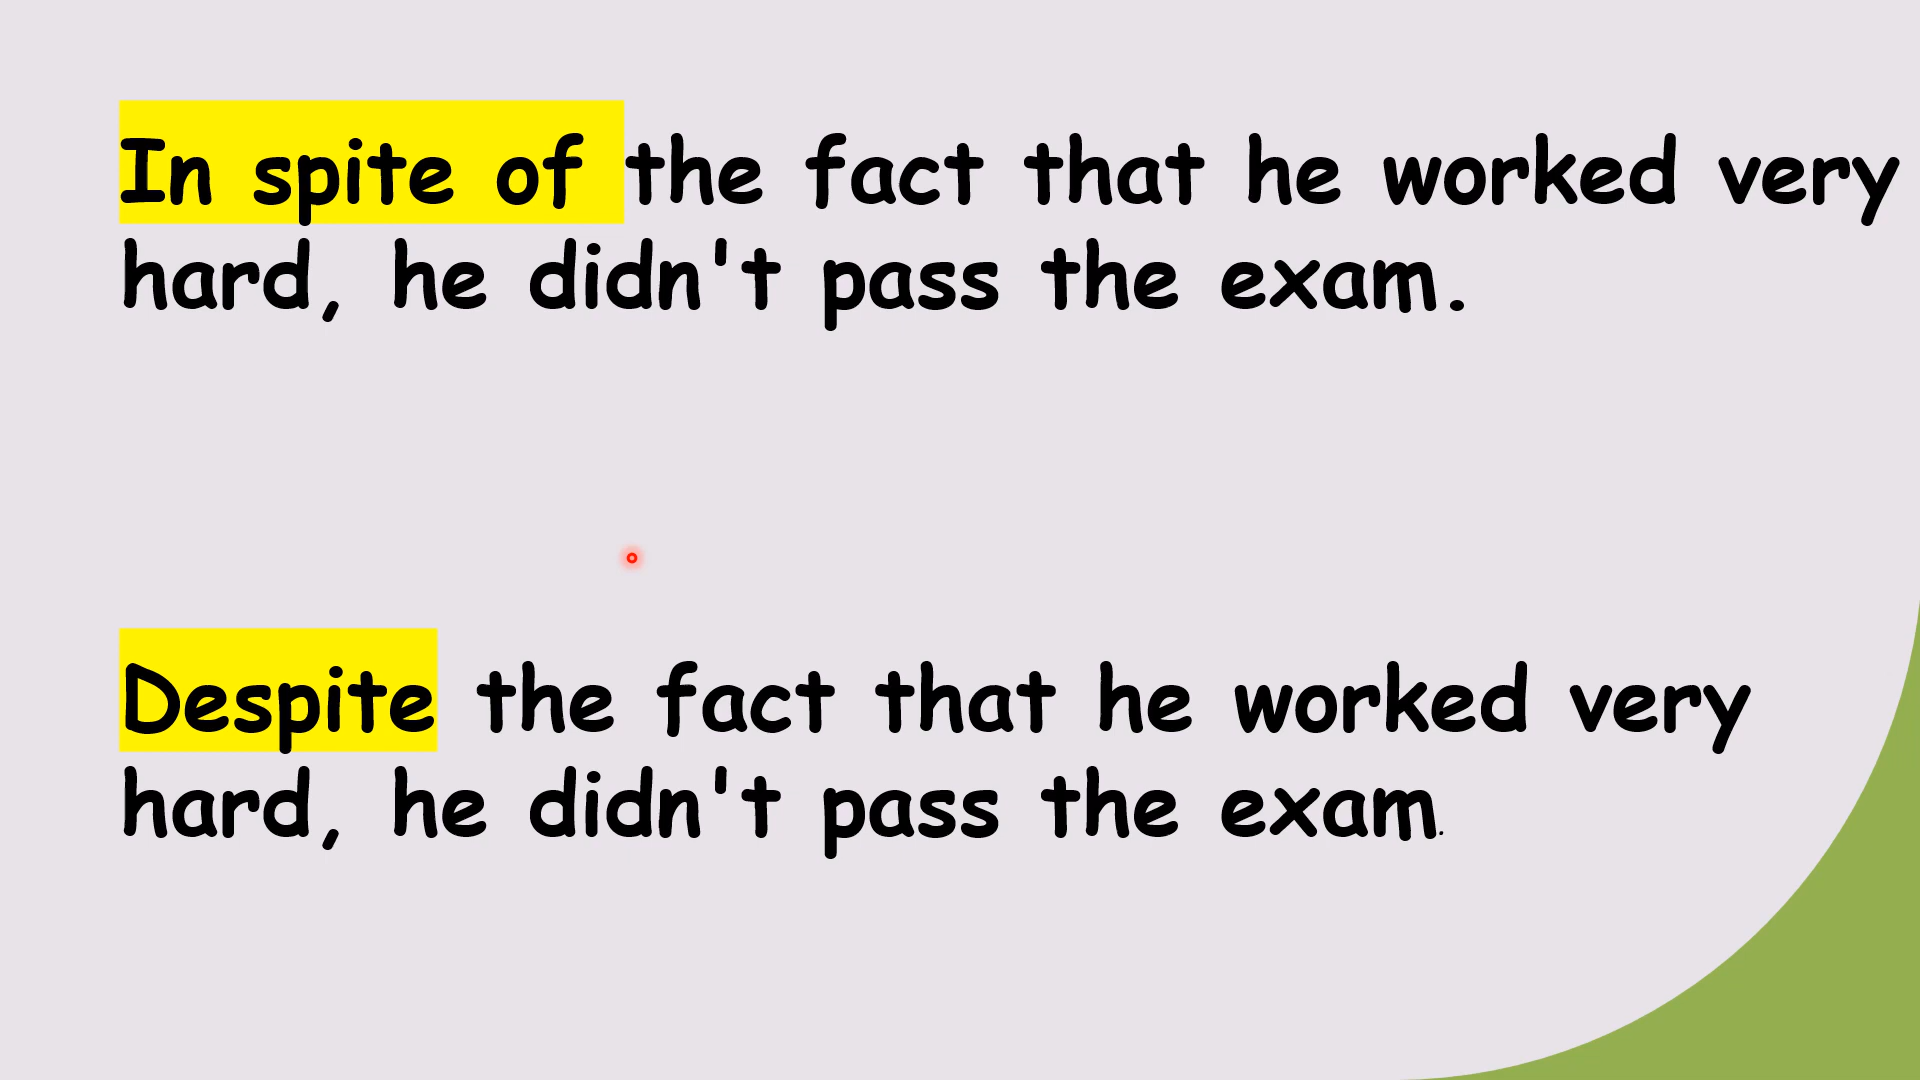 In spite of the fact that he worked very
hard, he didn't pass the exam.
Despite the fact that he worked very
hard, he didn't pass the exam.